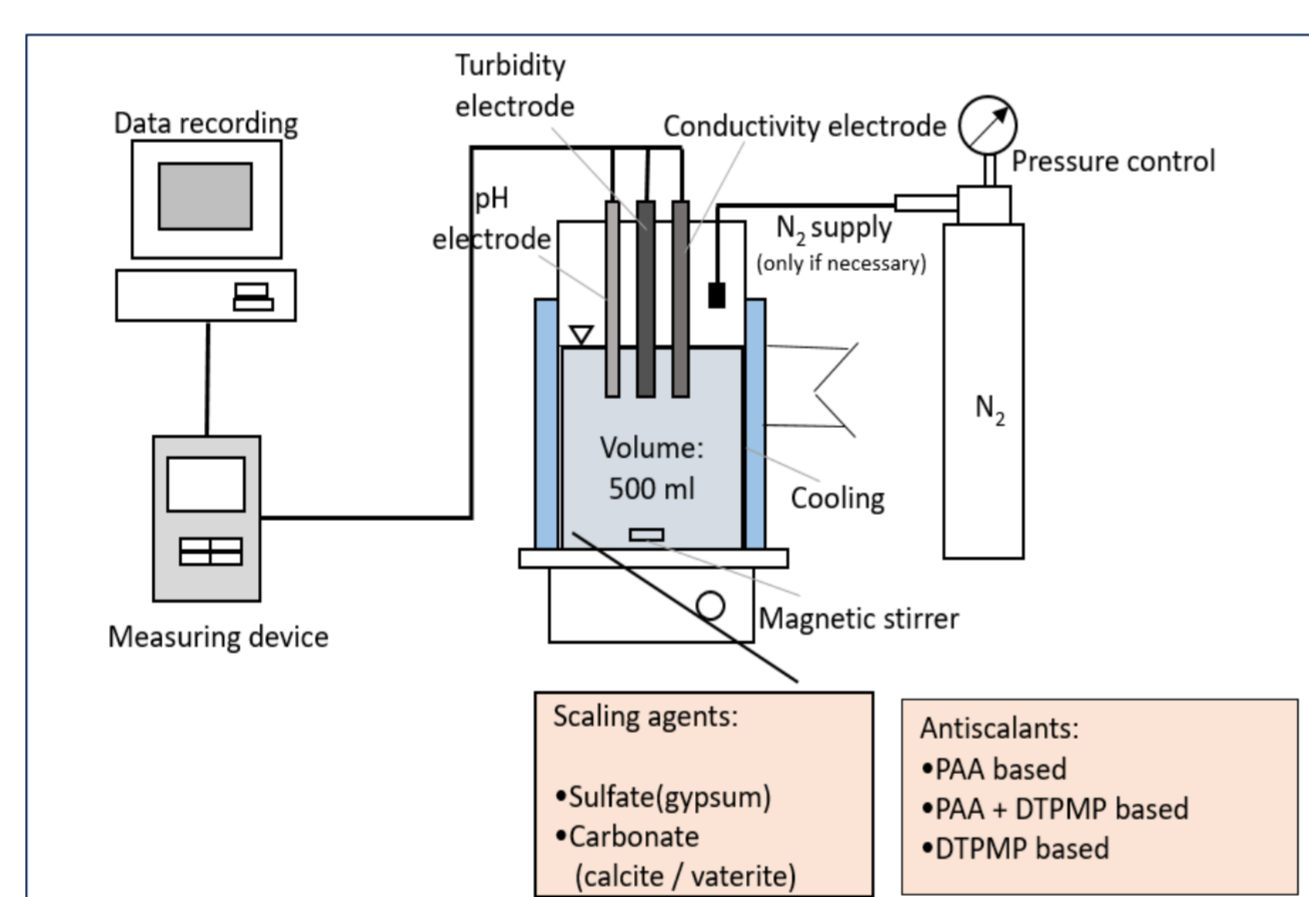 Turbidity
electrode
Data recording
Conductivity electrode
Pressure control
pH
electrode
N₂ supply
(only if necessary)
N₂
Volume:
500 ml
Cooling
Magnetic stirrer
Measuring device
Scaling agents:
•Sulfate(gypsum)
•Carbonate
(calcite / vaterite)
Antiscalants:
•PAA based
•PAA + DTPMP based
•DTPMP based